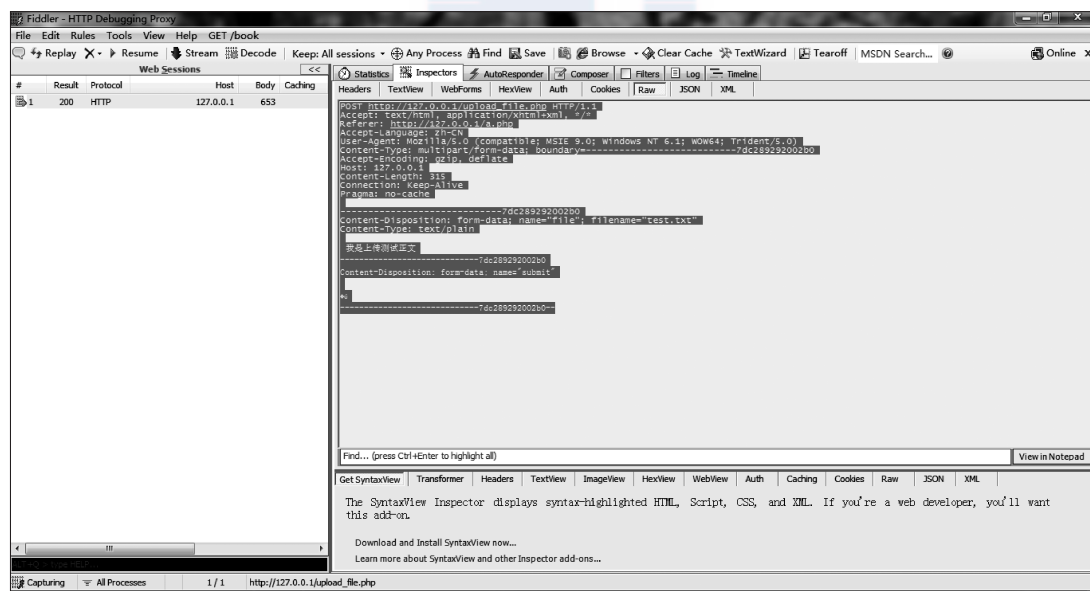 Fiddler - HTTP Debugging Proxy
File Edit Rules Tools View Help GET /book
Replay X Resume Stream Decode Keep: All sessions Any Process Find Save Browse Clear Cache TextWizard Tearoff MSDN Search... Online X
Web Sessions <<
# Result Protocol Host Body Caching
1 200 HTTP 127.0.0.1 653
Statistics Inspectors AutoResponder Composer Filters Log Timeline
Headers TextView WebForms HexView Auth Cookies Raw JSON XML
POST http://127.0.0.1/upload_file.php HTTP/1.1
Accept: text/html, application/xhtml+xml, */*
Referer: http://127.0.0.1/a.php
Accept-Language: zh-CN
User-Agent: Mozilla/5.0 (compatible; MSIE 9.0; Windows NT 6.1; WOW64; Trident/5.0)
Content-Type: multipart/form-data; boundary=---------------------------7dc289292002b0
Accept-Encoding: gzip, deflate
Host: 127.0.0.1
Content-Length: 315
Connection: Keep-Alive
Pragma: no-cache
-----------------------------7dc289292002b0
Content-Disposition: form-data; name="file"; filename="test.txt"
Content-Type: text/plain
我是上传测试正文
-----------------------------7dc289292002b0
Content-Disposition: form-data; name="submit"
-----------------------------7dc289292002b0--
Find... (press Ctrl+Enter to highlight all) View in Notepad
Get SyntaxView Transformer Headers TextView ImageView HexView WebView Auth Caching Cookies Raw JSON XML
The SyntaxView Inspector displays syntax-highlighted HTML, Script, CSS, and XML. If you're a web developer, you'll want
this add-on.
Download and Install SyntaxView now...
Learn more about SyntaxView and other Inspector add-ons...
ALT+Q > type HELP...
Capturing All Processes 1 / 1 http://127.0.0.1/upload_file.php